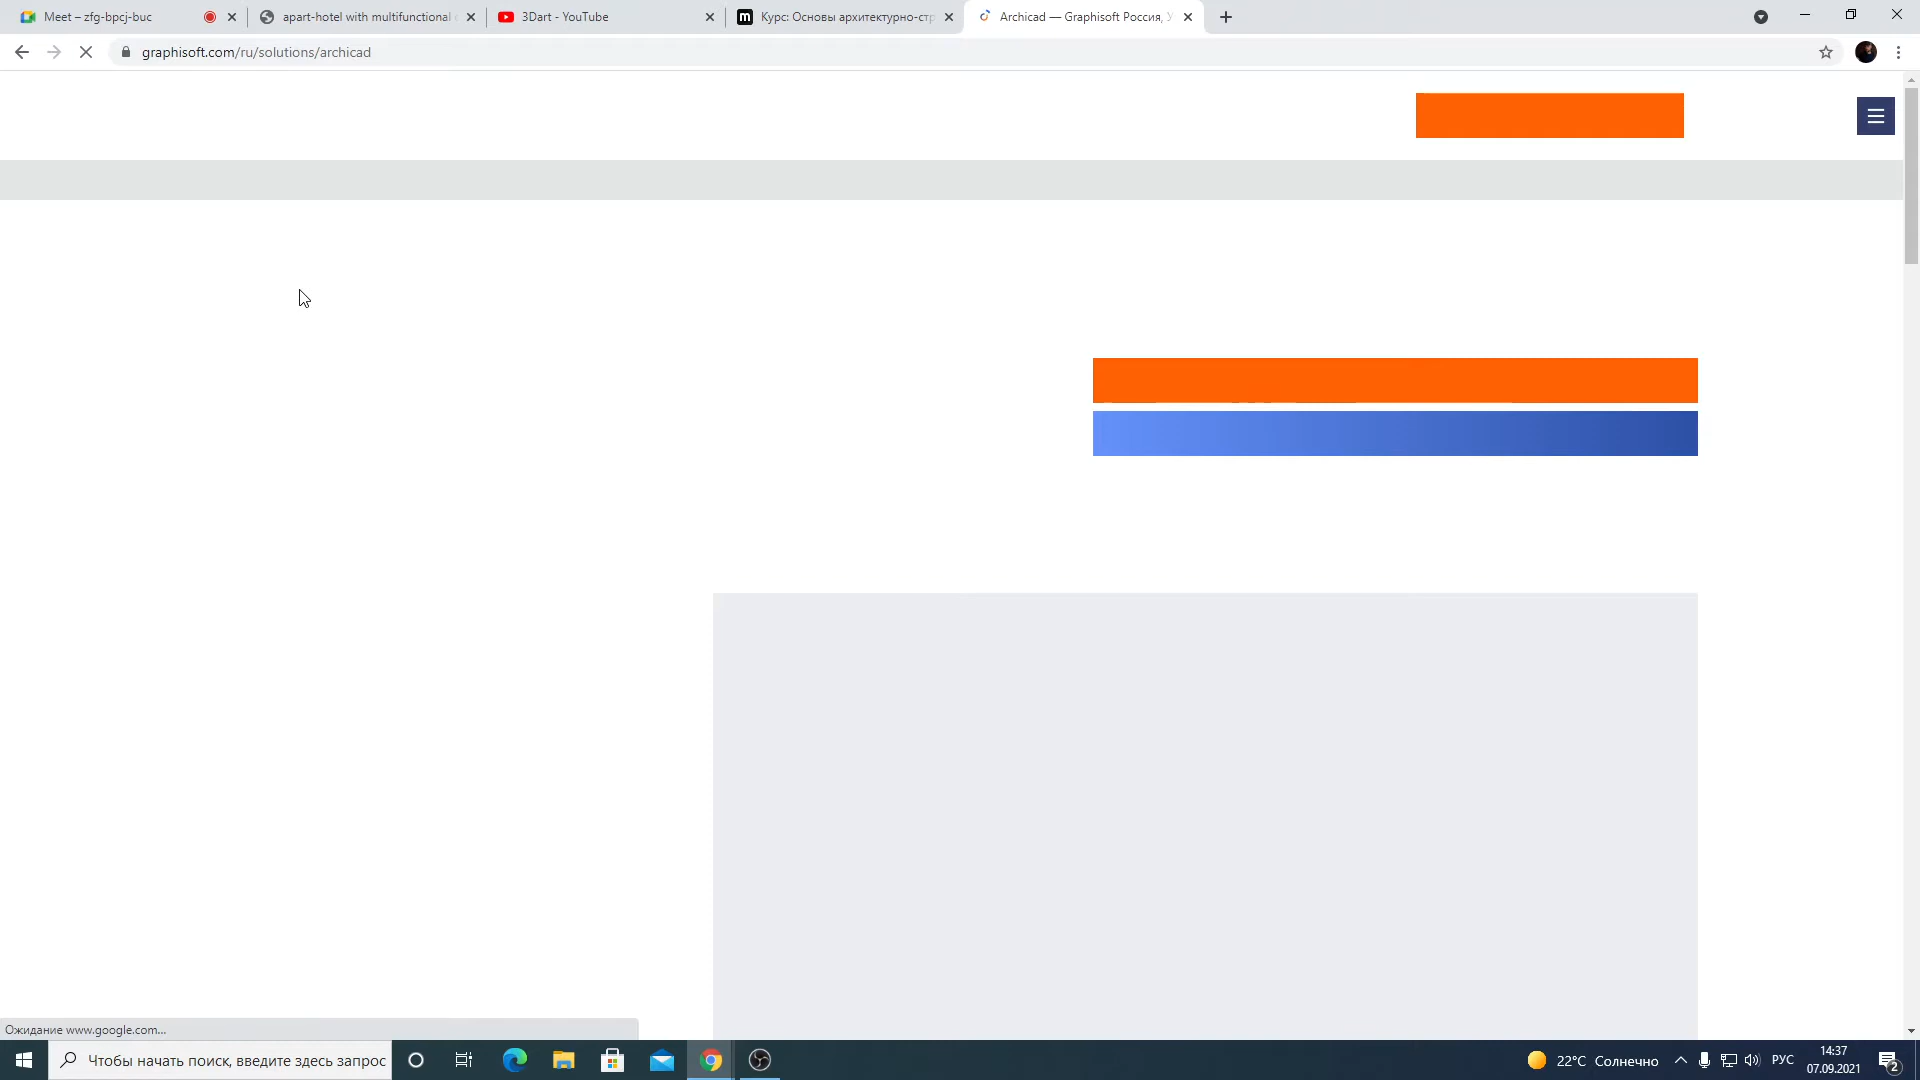 Meet – zfg-bpcj-buc
apart-hotel with multifunctional
3Dart - YouTube
Курс: Основы архитектурно-стр
Archicad — Graphisoft Россия, У
graphisoft.com/ru/solutions/archicad
Ожидание www.google.com...
Чтобы начать поиск, введите здесь запрос
22°C Солнечно
РУС
14:37
07.09.2021
2